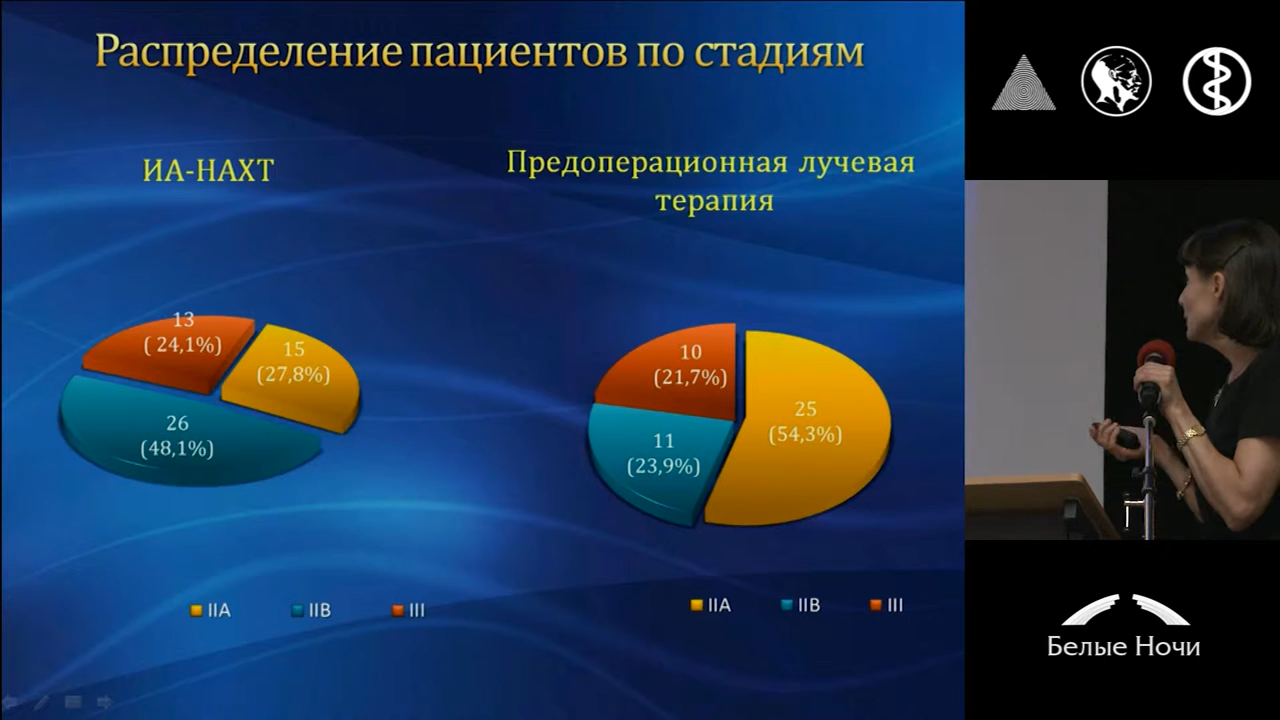 Распределение пациентов по стадиям
ИА-НАХТ
13
( 24,1%)
15
(27,8%)
26
(48,1%)
IIA IIB III
Предоперационная лучевая
терапия
10
(21,7%)
25
(54,3%)
11
(23,9%)
IIA IIB III
Белые Ночи